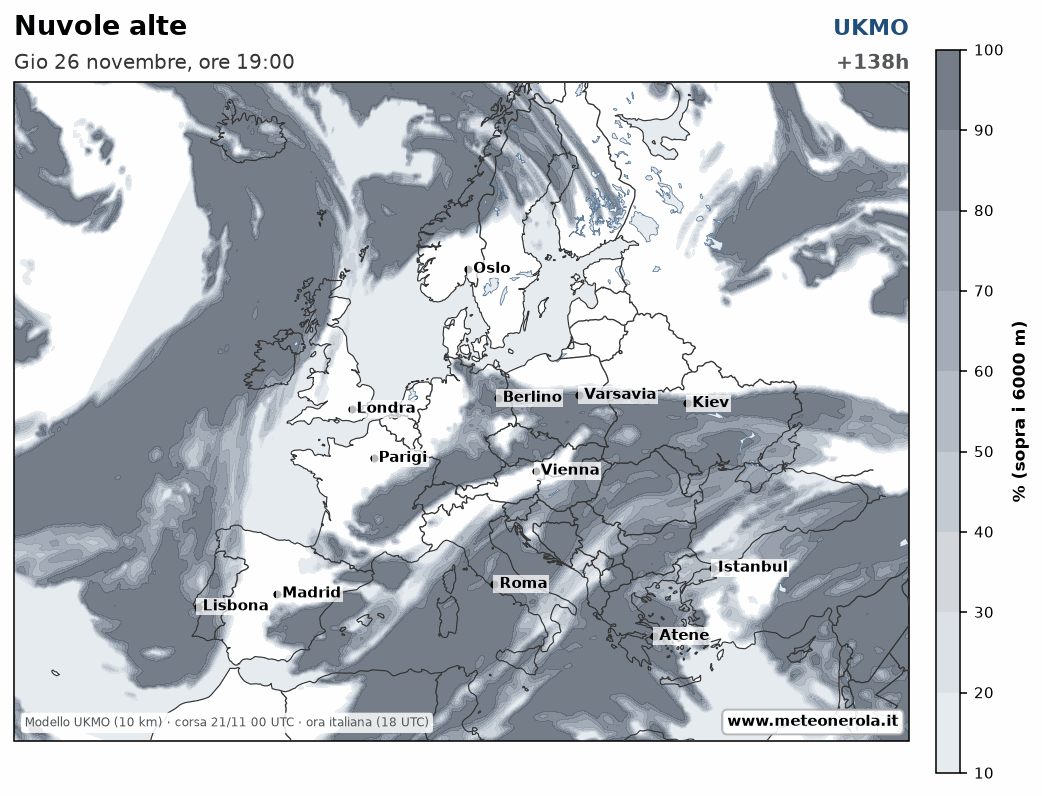 Nuvole alte
UKMO
Gio 26 novembre, ore 19:00
+138h
100
90
80
70
60
50
40
30
20
10
% (sopra i 6000 m)
Oslo
Londra
Berlino
Varsavia
Kiev
Parigi
Vienna
Lisbona
Madrid
Roma
Istanbul
Atene
Modello UKMO (10 km) · corsa 21/11 00 UTC · ora italiana (18 UTC)
www.meteonerola.it